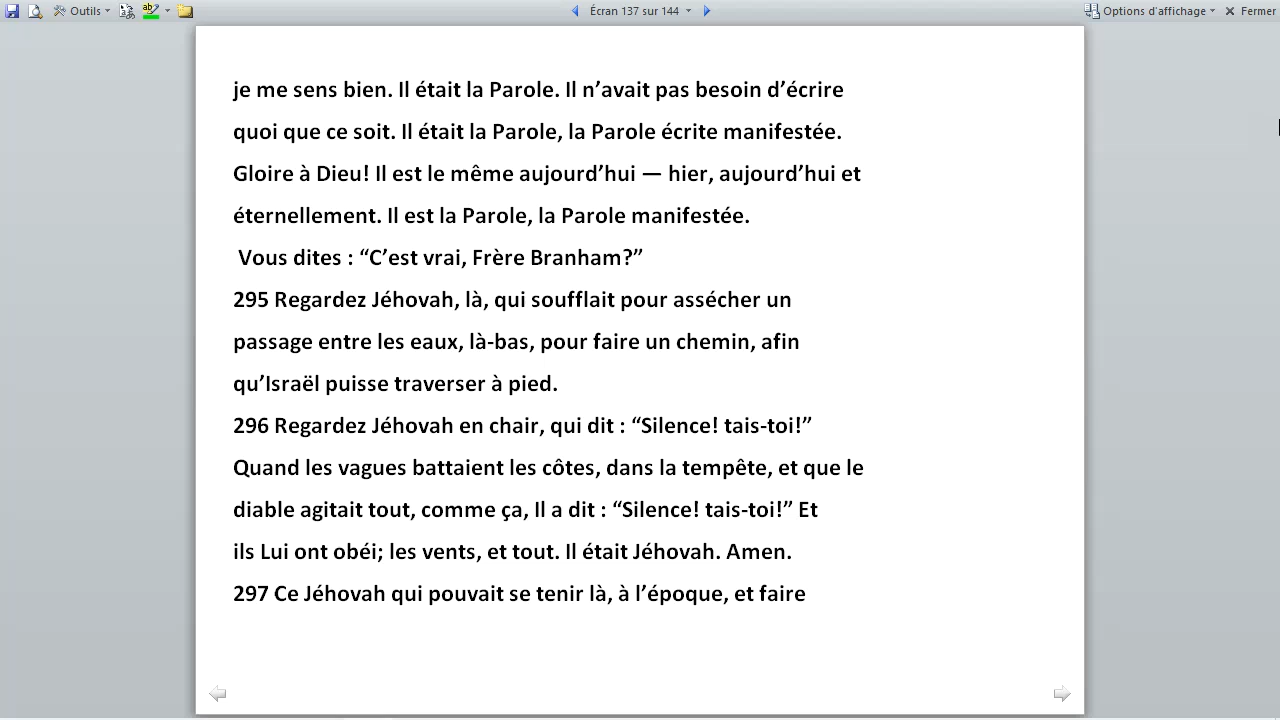 Outils
Écran 137 sur 144
Options d'affichage
Fermer
je me sens bien. Il était la Parole. Il n’avait pas besoin d’écrire
quoi que ce soit. Il était la Parole, la Parole écrite manifestée.
Gloire à Dieu! Il est le même aujourd’hui — hier, aujourd’hui et
éternellement. Il est la Parole, la Parole manifestée.
Vous dites : “C’est vrai, Frère Branham?”
295 Regardez Jéhovah, là, qui soufflait pour assécher un
passage entre les eaux, là-bas, pour faire un chemin, afin
qu’Israël puisse traverser à pied.
296 Regardez Jéhovah en chair, qui dit : “Silence! tais-toi!”
Quand les vagues battaient les côtes, dans la tempête, et que le
diable agitait tout, comme ça, Il a dit : “Silence! tais-toi!” Et
ils Lui ont obéi; les vents, et tout. Il était Jéhovah. Amen.
297 Ce Jéhovah qui pouvait se tenir là, à l’époque, et faire